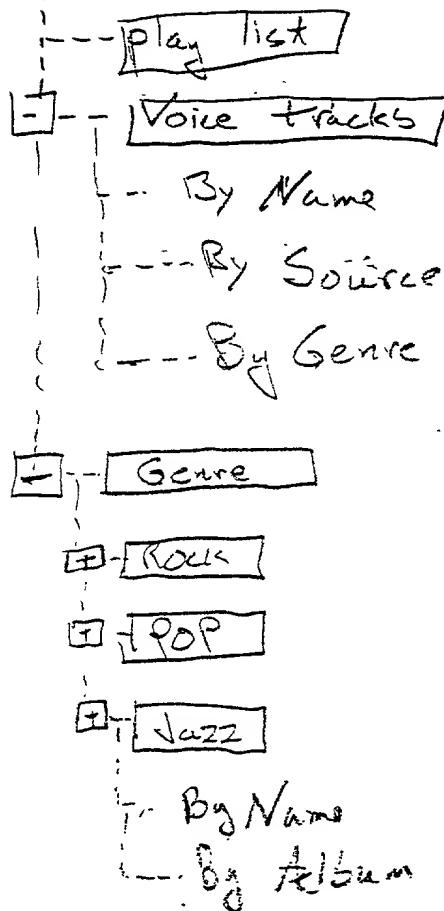 play list
- Voice tracks
By Name
By Source
By Genre
- Genre
+ Rock
+ POP
+ Jazz
By Name
By Album